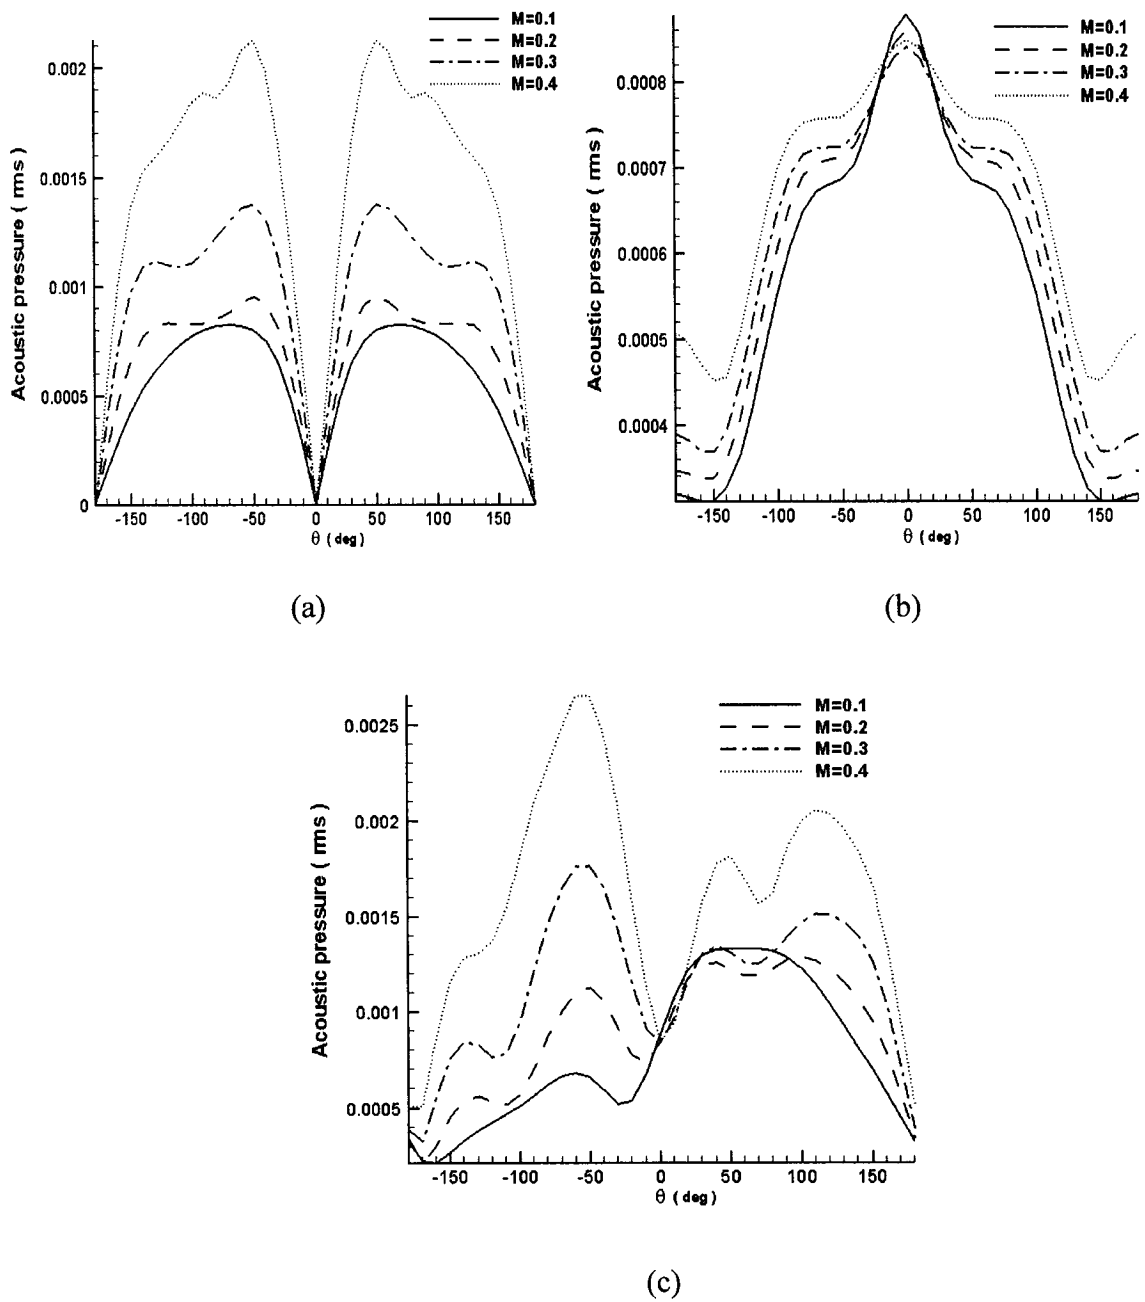 M=0.1
M=0.2
M=0.3
M=0.4
Acoustic pressure ( rms )
0.002
0.0015
0.001
0.0005
0
-150
-100
-50
0
50
100
150
θ ( deg )
(a)
M=0.1
M=0.2
M=0.3
M=0.4
Acoustic pressure ( rms )
0.0008
0.0007
0.0006
0.0005
0.0004
-150
-100
-50
0
50
100
150
θ ( deg )
(b)
M=0.1
M=0.2
M=0.3
M=0.4
Acoustic pressure ( rms )
0.0025
0.002
0.0015
0.001
0.0005
-150
-100
-50
0
50
100
150
θ ( deg )
(c)